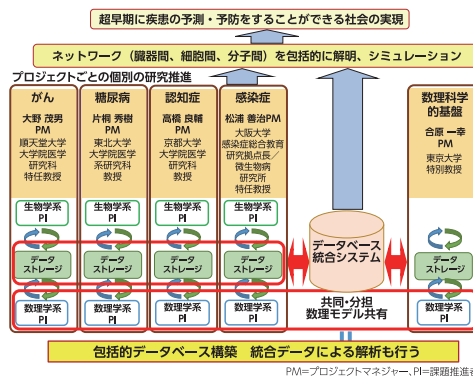 超早期に疾患の予測・予防をすることができる社会の実現
ネットワーク（臓器間、細胞間、分子間）を包括的に解明、シミュレーション
プロジェクトごとの個別の研究推進
がん
大野 茂男
PM
順天堂大学
大学院医学
研究科
特任教授
生物学系
PI
データ
ストレージ
数理学系
PI
糖尿病
片桐 秀樹
PM
東北大学
大学院医学
系研究科
教授
生物学系
PI
データ
ストレージ
数理学系
PI
認知症
高橋 良輔
PM
京都大学
大学院医学
研究科
教授
生物学系
PI
データ
ストレージ
数理学系
PI
感染症
松浦 善治PM
大阪大学
感染症総合教育
研究拠点長／
微生物病
研究所
特任教授
生物学系
PI
データ
ストレージ
数理学系
PI
データベース
統合システム
共同・分担
数理モデル共有
数理科学
的基盤
合原 一幸
PM
東京大学
特別教授
データ
ストレージ
数理学系
PI
包括的データベース構築　統合データによる解析も行う
PM=プロジェクトマネジャー、PI=課題推進